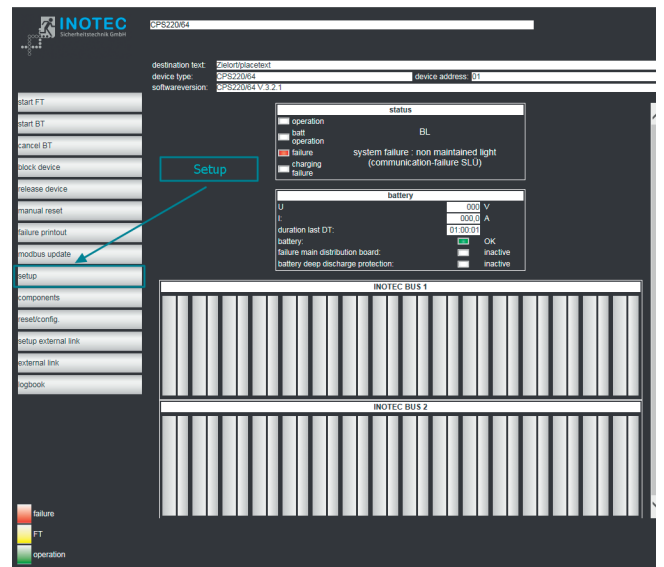 INOTEC
Sicherheitstechnik GmbH
CPS220/64
destination text: Zielort/placetext
device type: CPS220/64 device address: 01
softwareversion: CPS220/64 V.3.2.1
start FT
start BT
cancel BT
block device
release device
manual reset
failure printout
modbus update
setup
components
reset/config.
setup external link
external link
logbook
Setup
status
operation
batt operation
BL
failure
system failure : non maintained light
(communication-failure SLÜ)
charging failure
battery
U 000 V
I: 000,0 A
duration last DT: 01:00:01
battery: OK
failure main distribution board: inactive
battery deep discharge protection: inactive
INOTEC BUS 1
INOTEC BUS 2
failure
FT
operation